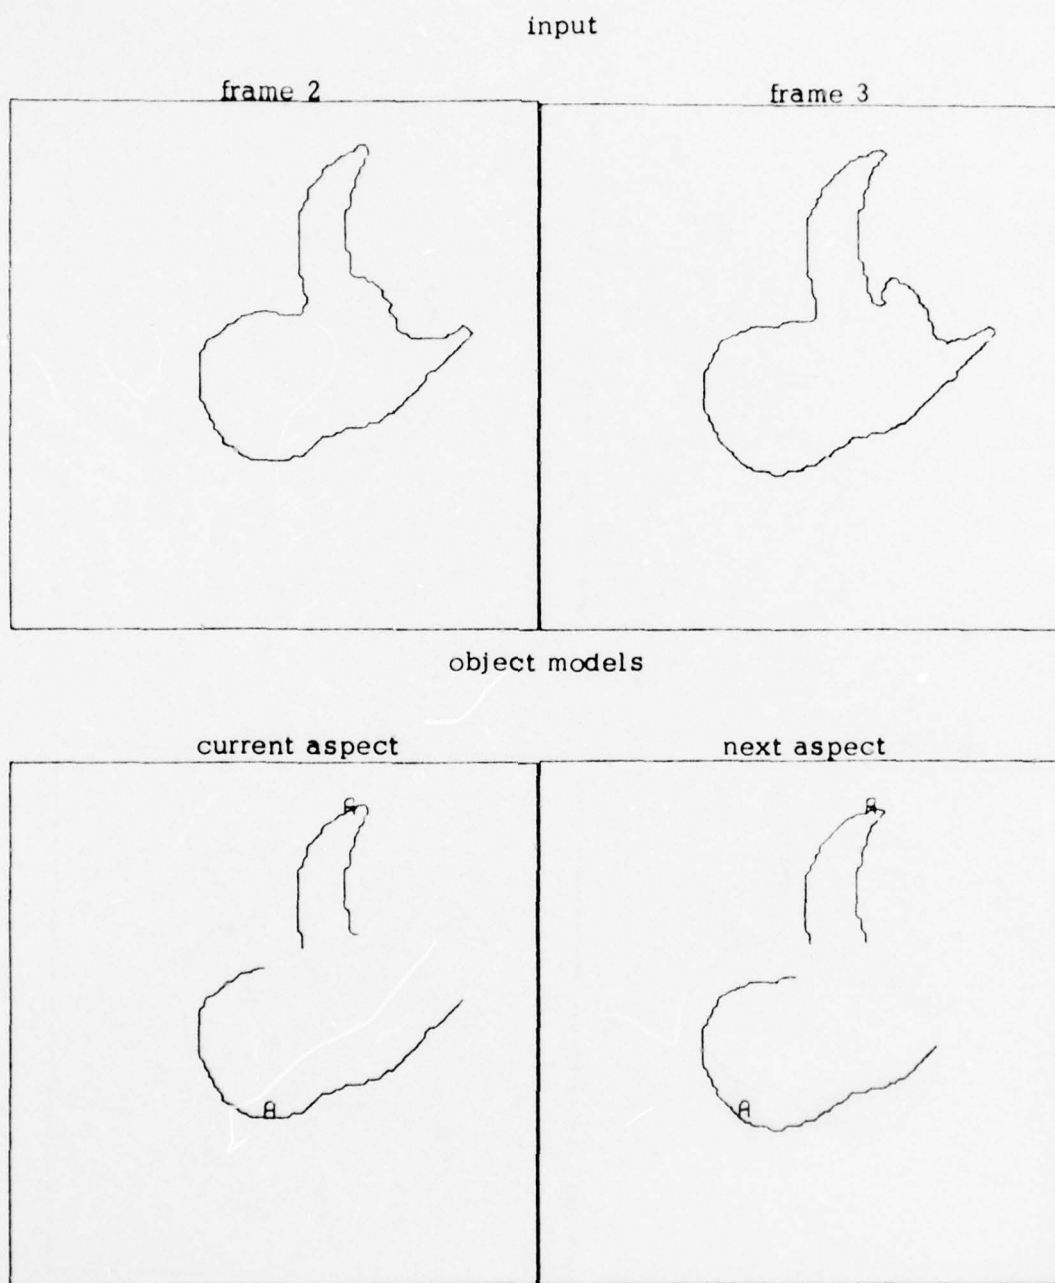 input
frame 2
frame 3
object models
current aspect
next aspect
A
A